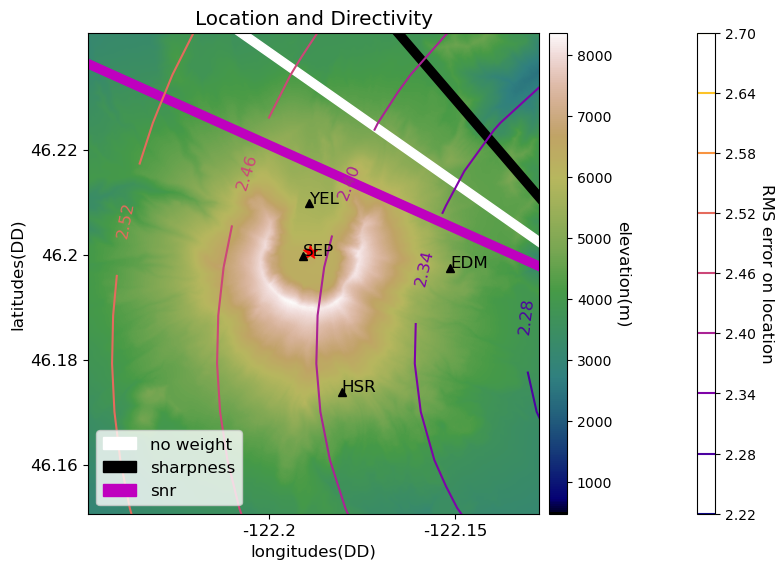 Location and Directivity
2.46
2.40
2.52
2.34
2.28
YEL
SEP
EDM
HSR
46.22
46.2
46.18
46.16
latitudes(DD)
-122.2
-122.15
longitudes(DD)
no weight
sharpness
snr
8000
7000
6000
5000
4000
3000
2000
1000
elevation(m)
2.70
2.64
2.58
2.52
2.46
2.40
2.34
2.28
2.22
RMS error on location